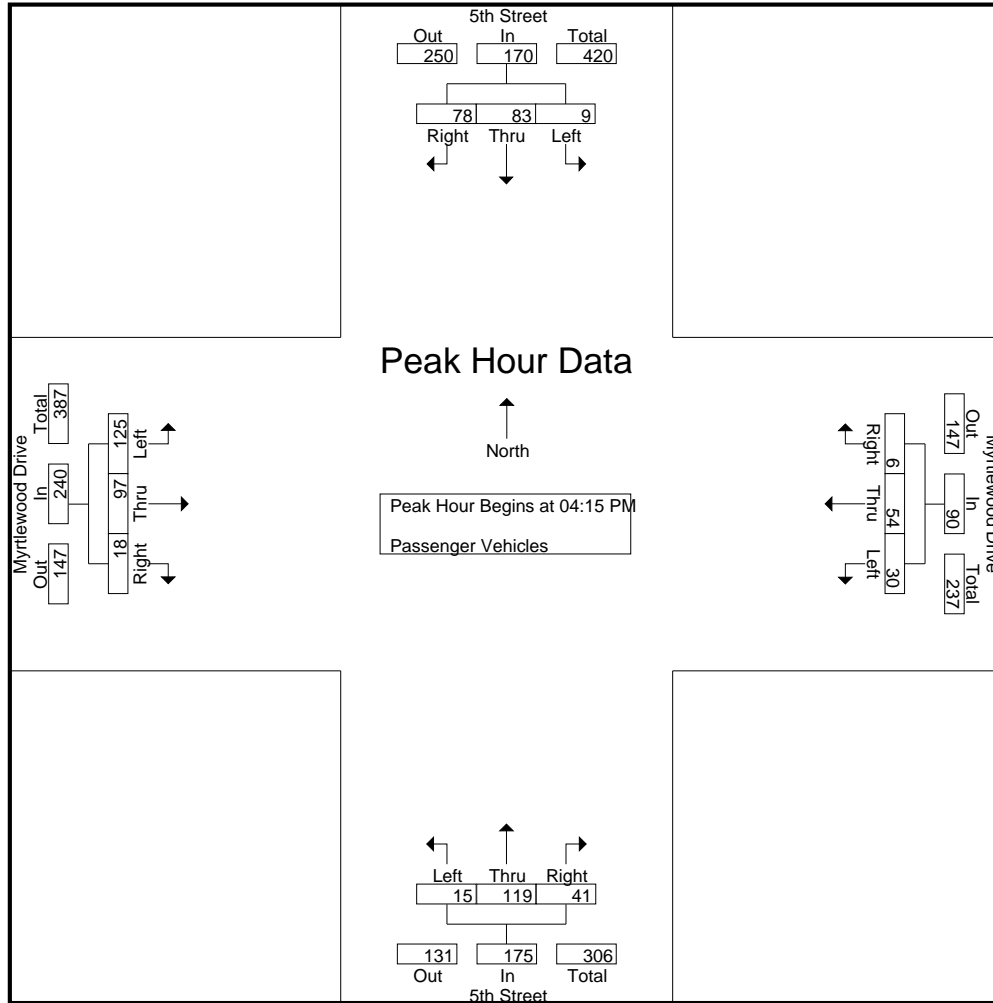 5th Street
Out In Total
250 170 420
78 83 9
Right Thru Left
Peak Hour Data
North
Peak Hour Begins at 04:15 PM
Passenger Vehicles
Myrtlewood Drive
Out In Total
147 240 387
Right Thru Left
18 97 125
Myrtlewood Drive
Out In Total
147 90 237
Right Thru Left
6 54 30
Left Thru Right
15 119 41
131 175 306
Out In Total
5th Street